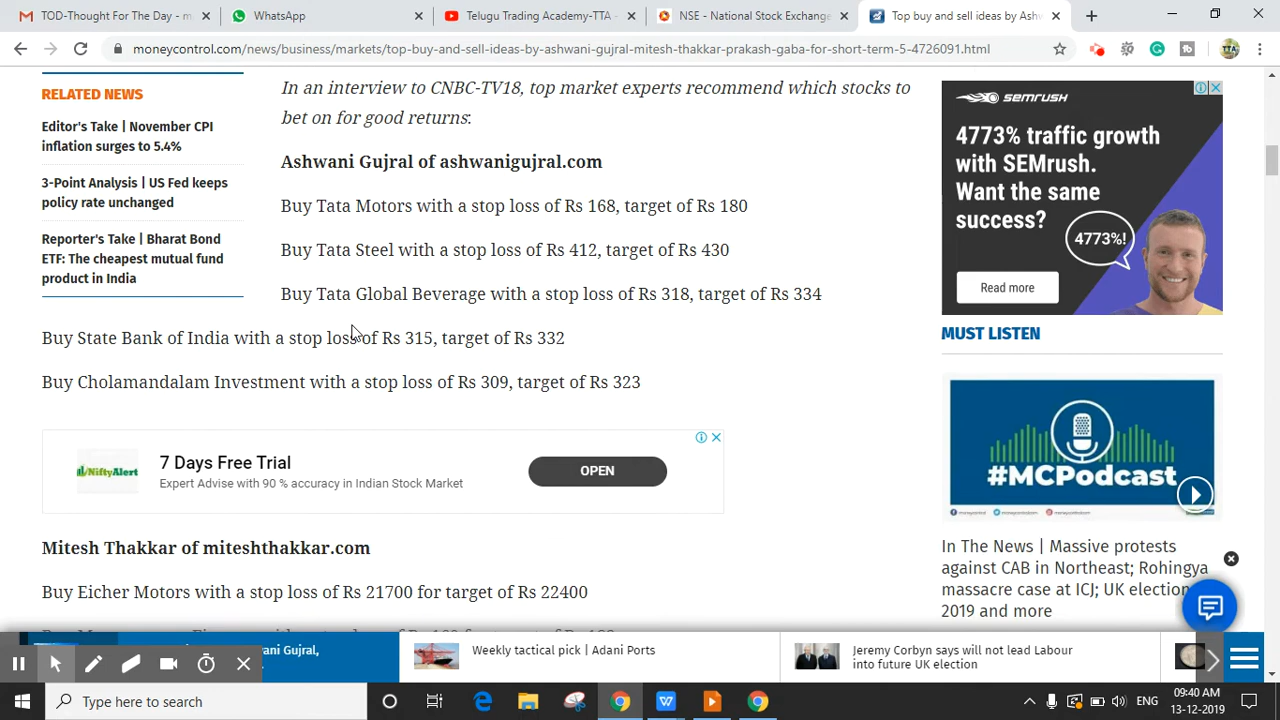 TOD-Thought For The Day - m
WhatsApp
Telugu Trading Academy-TTA -
NSE - National Stock Exchange
Top buy and sell ideas by Ashw
moneycontrol.com/news/business/markets/top-buy-and-sell-ideas-by-ashwani-gujral-mitesh-thakkar-prakash-gaba-for-short-term-5-4726091.html
RELATED NEWS
Editor's Take | November CPI
inflation surges to 5.4%
3-Point Analysis | US Fed keeps
policy rate unchanged
Reporter's Take | Bharat Bond
ETF: The cheapest mutual fund
product in India
In an interview to CNBC-TV18, top market experts recommend which stocks to
bet on for good returns:
Ashwani Gujral of ashwanigujral.com
Buy Tata Motors with a stop loss of Rs 168, target of Rs 180
Buy Tata Steel with a stop loss of Rs 412, target of Rs 430
Buy Tata Global Beverage with a stop loss of Rs 318, target of Rs 334
Buy State Bank of India with a stop loss of Rs 315, target of Rs 332
Buy Cholamandalam Investment with a stop loss of Rs 309, target of Rs 323
NiftyAlert
7 Days Free Trial
Expert Advise with 90 % accuracy in Indian Stock Market
OPEN
Mitesh Thakkar of miteshthakkar.com
Buy Eicher Motors with a stop loss of Rs 21700 for target of Rs 22400
SEMRUSH
4773% traffic growth
with SEMrush.
Want the same
success?
4773%!
Read more
MUST LISTEN
#MCPodcast
In The News | Massive protests
against CAB in Northeast; Rohingya
massacre case at ICJ; UK election
2019 and more
ani Gujral,
Weekly tactical pick | Adani Ports
Jeremy Corbyn says will not lead Labour
into future UK election
Type here to search
ENG
09:40 AM
13-12-2019